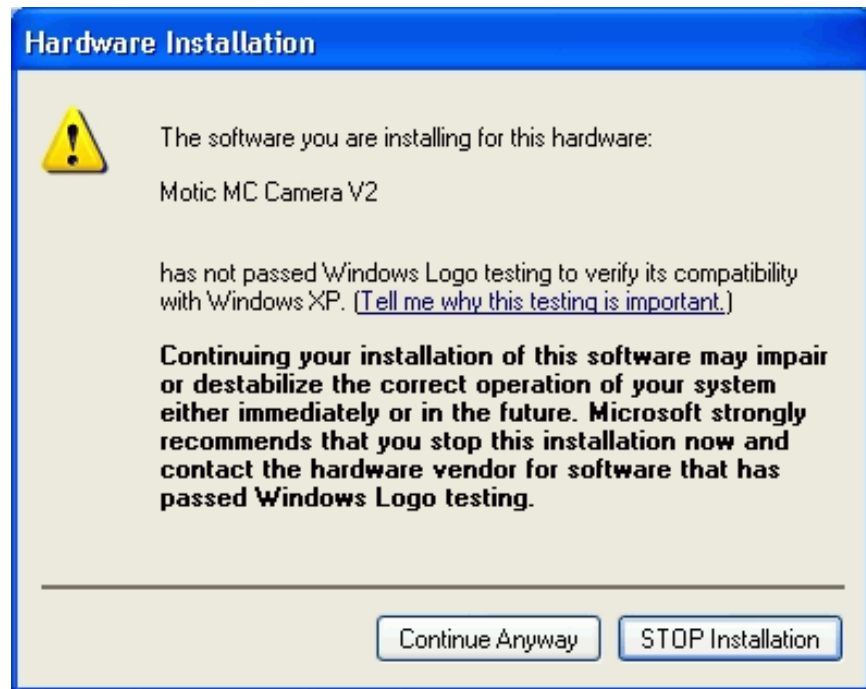 Hardware Installation
The software you are installing for this hardware:
Motic MC Camera V2
has not passed Windows Logo testing to verify its compatibility
with Windows XP. (Tell me why this testing is important.)
Continuing your installation of this software may impair
or destabilize the correct operation of your system
either immediately or in the future. Microsoft strongly
recommends that you stop this installation now and
contact the hardware vendor for software that has
passed Windows Logo testing.
Continue Anyway STOP Installation